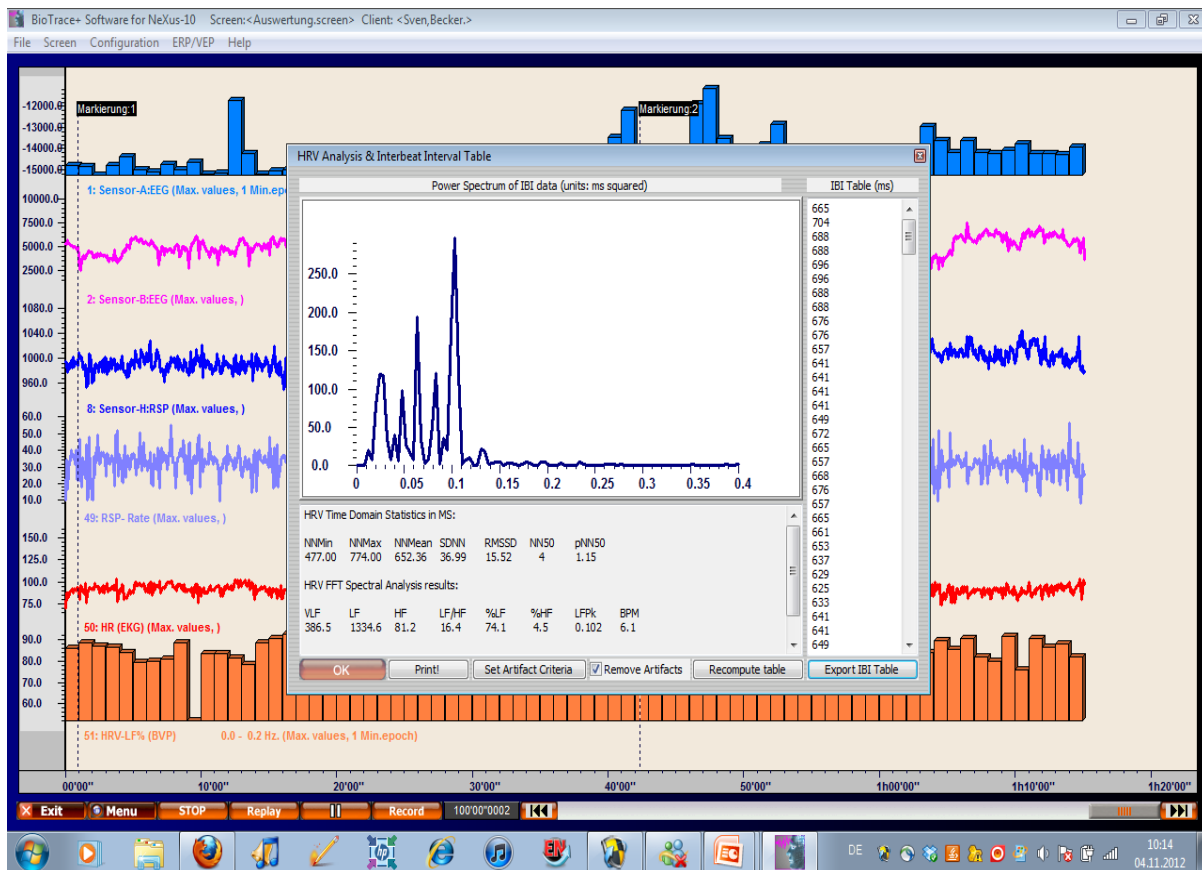 BioTrace+ Software for NeXus-10 Screen:<Auswertung.screen> Client: <Sven,Becker.>
File Screen Configuration ERP/VEP Help
Markierung:1
Markierung:2
-12000.0
-13000.0
-14000.0
-15000.0
1: Sensor-A:EEG (Max. values, 1 Min.epo
10000.0
7500.0
5000.0
2500.0
2: Sensor-B:EEG (Max. values, )
1080.0
1040.0
1000.0
960.0
8: Sensor-H:RSP (Max. values, )
60.0
50.0
40.0
30.0
20.0
10.0
49: RSP- Rate (Max. values, )
150.0
125.0
100.0
75.0
50: HR (EKG) (Max. values, )
90.0
80.0
70.0
60.0
51: HRV-LF% (BVP) 0.0 - 0.2 Hz. (Max. values, 1 Min.epoch)
HRV Analysis & Interbeat Interval Table
Power Spectrum of IBI data (units: ms squared)
250.0
200.0
150.0
100.0
50.0
0.0
0 0.05 0.1 0.15 0.2 0.25 0.3 0.35 0.4
IBI Table (ms)
665
704
688
688
696
696
688
688
676
676
657
641
641
641
641
649
672
665
657
668
676
657
665
661
653
637
629
625
633
641
641
649
HRV Time Domain Statistics in MS:
NNMin NNMax NNMean SDNN RMSSD NN50 pNN50
477.00 774.00 652.36 36.99 15.52 4 1.15
HRV FFT Spectral Analysis results:
VLF LF HF LF/HF %LF %HF LFPk BPM
386.5 1334.6 81.2 16.4 74.1 4.5 0.102 6.1
OK Print! Set Artifact Criteria Remove Artifacts Recompute table Export IBI Table
00'00" 10'00" 20'00" 30'00" 40'00" 50'00" 1h00'00" 1h10'00" 1h20'00"
Exit Menu STOP Replay Record 100'00"0002
DE 10:14
04.11.2012